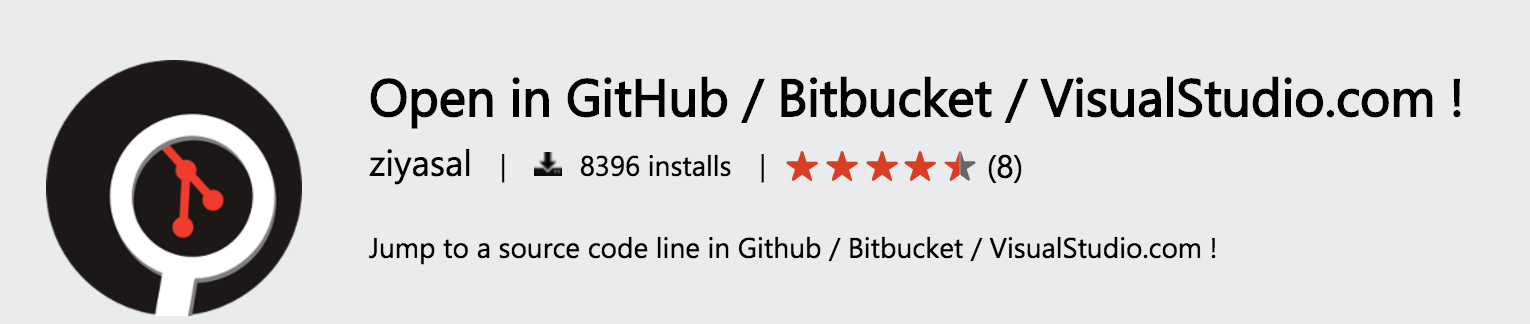 Open in GitHub / Bitbucket / VisualStudio.com !
ziyasal | 8396 installs | (8)
Jump to a source code line in Github / Bitbucket / VisualStudio.com !